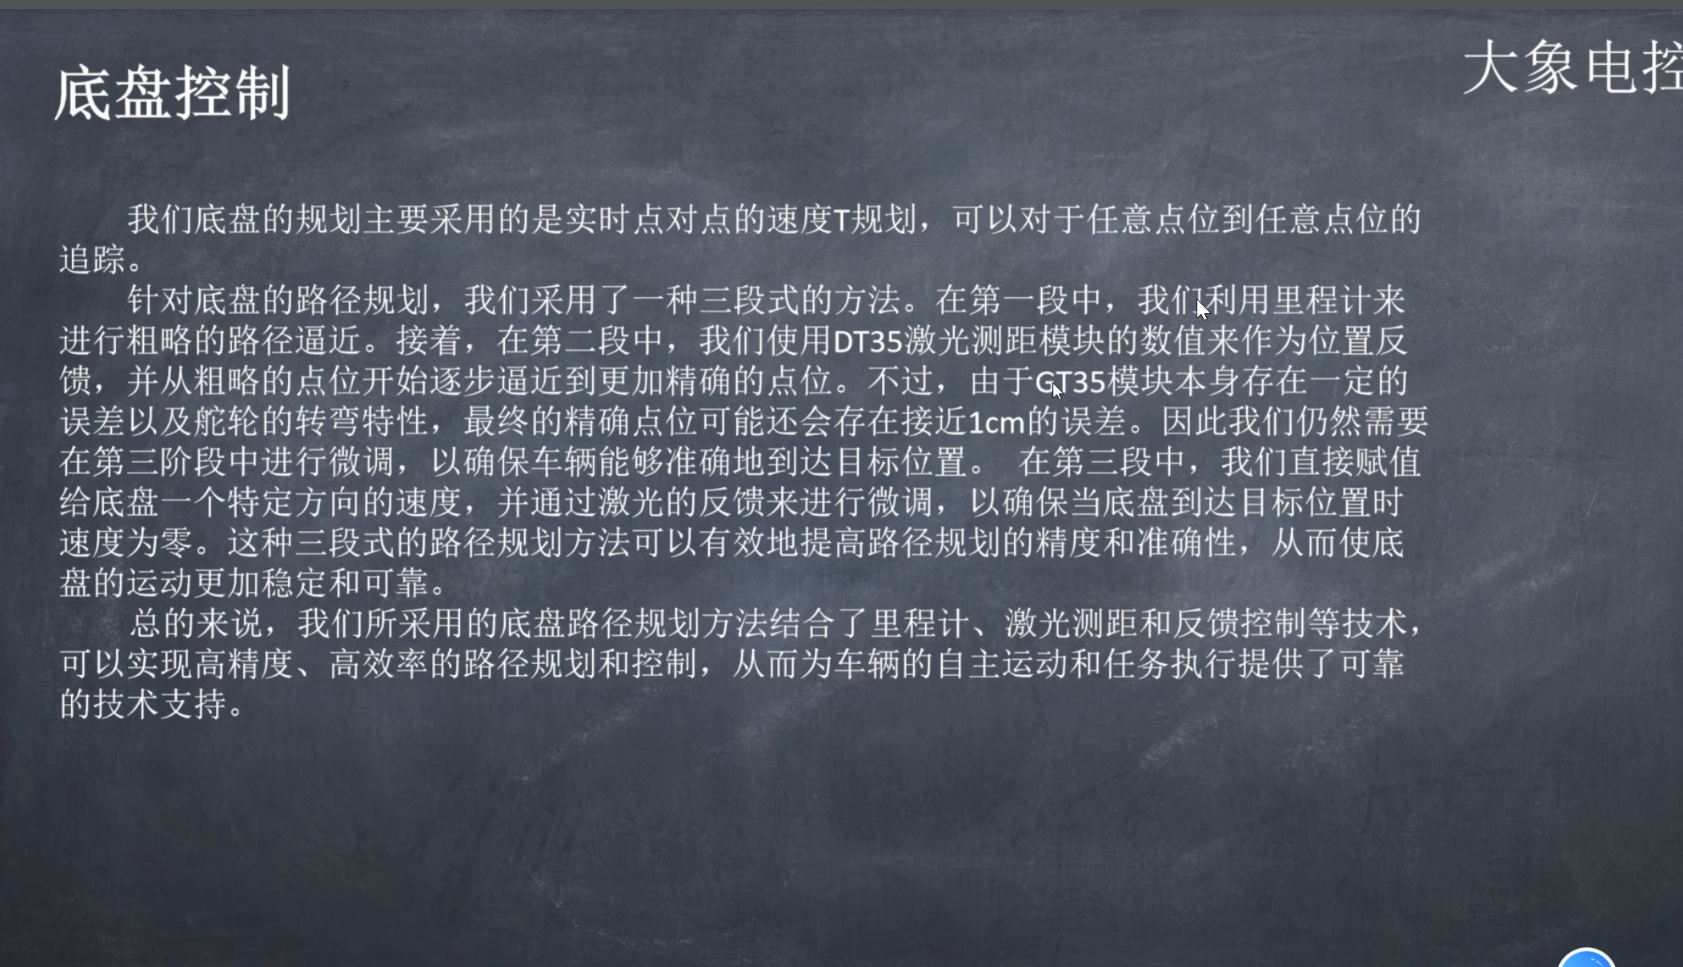 底盘控制
大象电控
我们底盘的规划主要采用的是实时点对点的速度T规划，可以对于任意点位到任意点位的
追踪。
针对底盘的路径规划，我们采用了一种三段式的方法。在第一段中，我们利用里程计来
进行粗略的路径逼近。接着，在第二段中，我们使用DT35激光测距模块的数值来作为位置反
馈，并从粗略的点位开始逐步逼近到更加精确的点位。不过，由于GT35模块本身存在一定的
误差以及舵轮的转弯特性，最终的精确点位可能还会存在接近1cm的误差。因此我们仍然需要
在第三阶段中进行微调，以确保车辆能够准确地到达目标位置。 在第三段中，我们直接赋值
给底盘一个特定方向的速度，并通过激光的反馈来进行微调，以确保当底盘到达目标位置时
速度为零。这种三段式的路径规划方法可以有效地提高路径规划的精度和准确性，从而使底
盘的运动更加稳定和可靠。
总的来说，我们所采用的底盘路径规划方法结合了里程计、激光测距和反馈控制等技术，
可以实现高精度、高效率的路径规划和控制，从而为车辆的自主运动和任务执行提供了可靠
的技术支持。